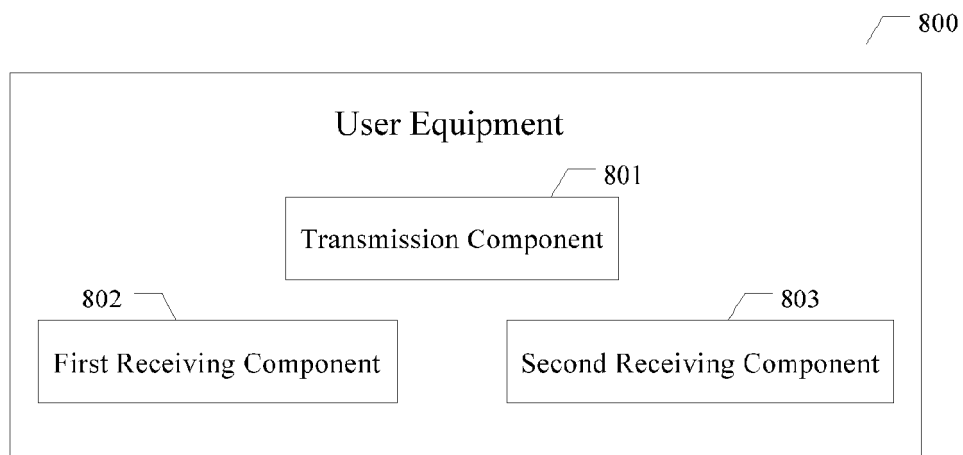 800
User Equipment
801
Transmission Component
802
803
First Receiving Component
Second Receiving Component